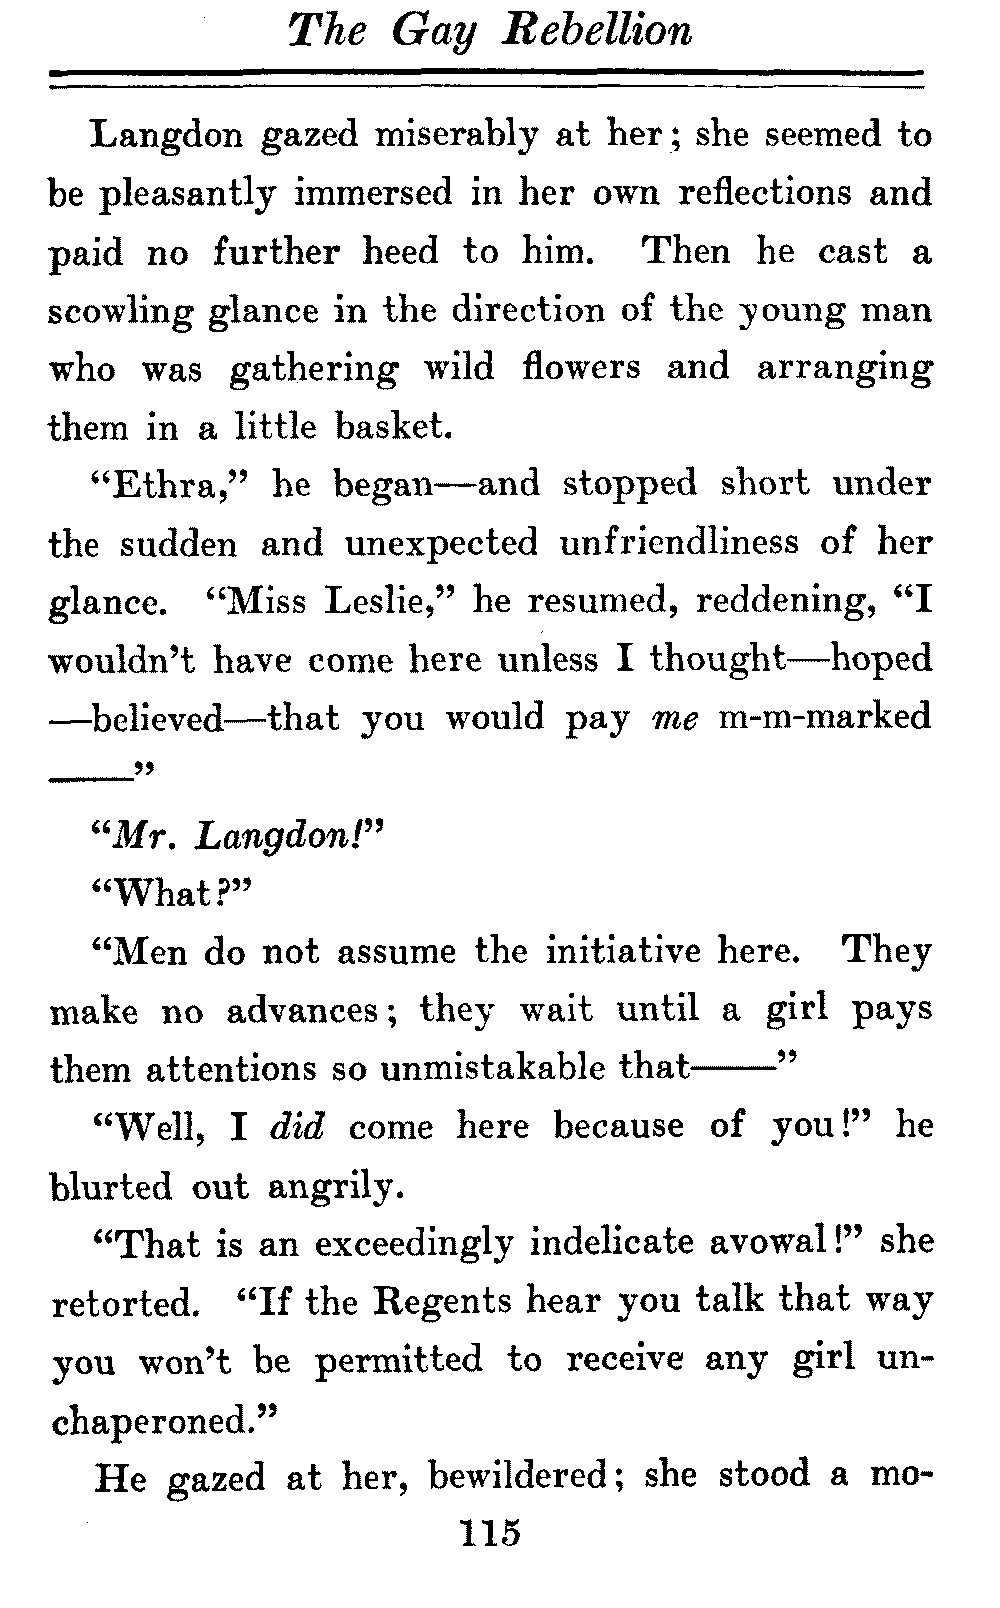 The Gay Rebellion
Langdon gazed miserably at her; she seemed to
be pleasantly immersed in her own reflections and
paid no further heed to him. Then he cast a
scowling glance in the direction of the young man
who was gathering wild flowers and arranging
them in a little basket.
“Ethra,” he began—and stopped short under
the sudden and unexpected unfriendliness of her
glance. “Miss Leslie,” he resumed, reddening, “I
wouldn’t have come here unless I thought—hoped
—believed—that you would pay me m-m-marked
——”
“Mr. Langdon!”
“What?”
“Men do not assume the initiative here. They
make no advances; they wait until a girl pays
them attentions so unmistakable that——”
“Well, I did come here because of you!” he
blurted out angrily.
“That is an exceedingly indelicate avowal!” she
retorted. “If the Regents hear you talk that way
you won’t be permitted to receive any girl un-
chaperoned.”
He gazed at her, bewildered; she stood a mo-
115